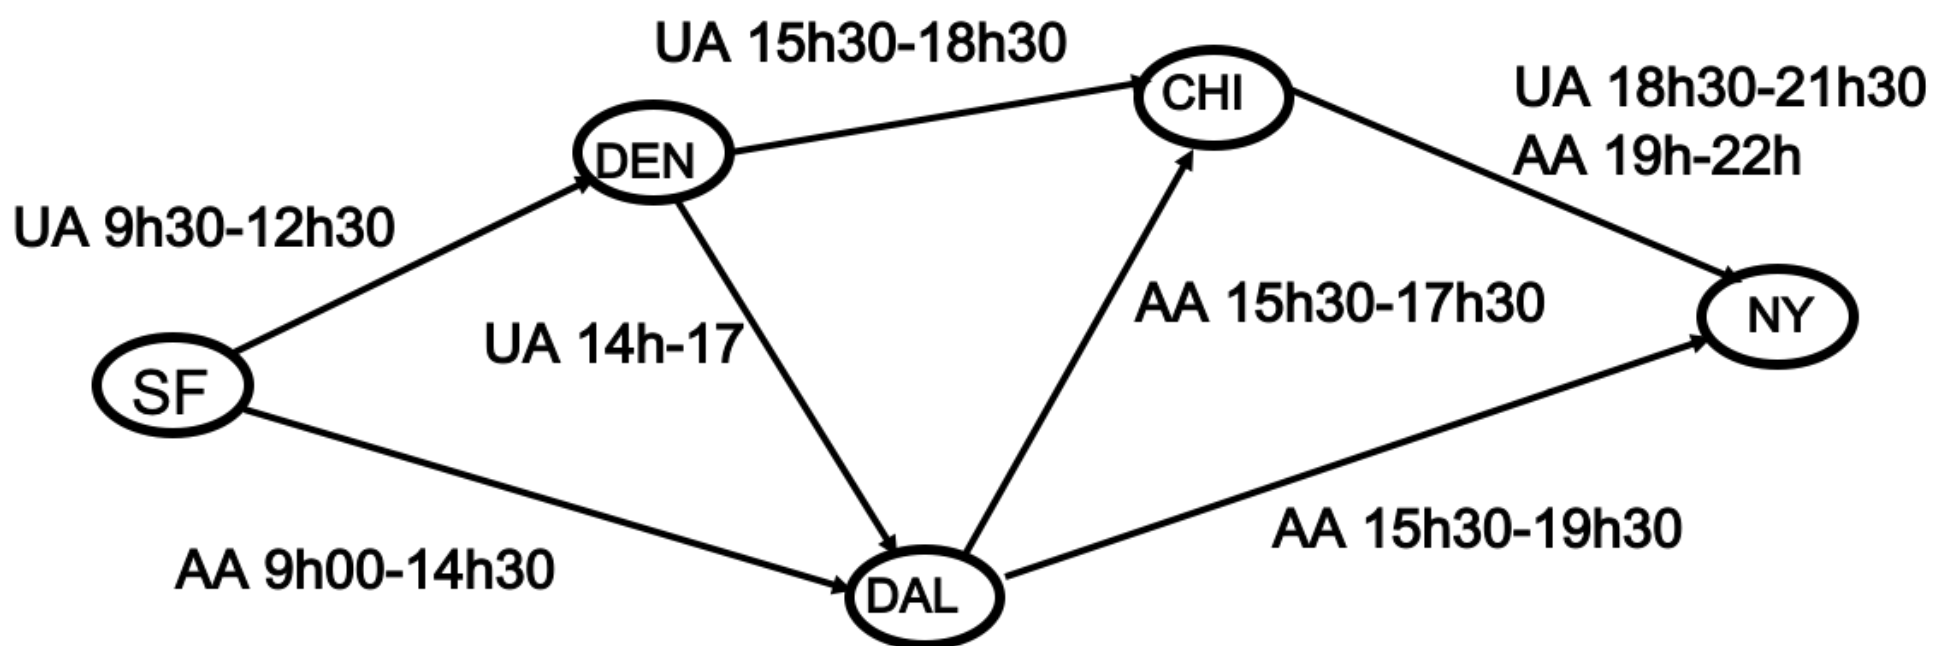 UA 15h30-18h30
CHI
UA 18h30-21h30
AA 19h-22h
DEN
UA 9h30-12h30
AA 15h30-17h30
NY
UA 14h-17
SF
AA 15h30-19h30
AA 9h00-14h30
DAL